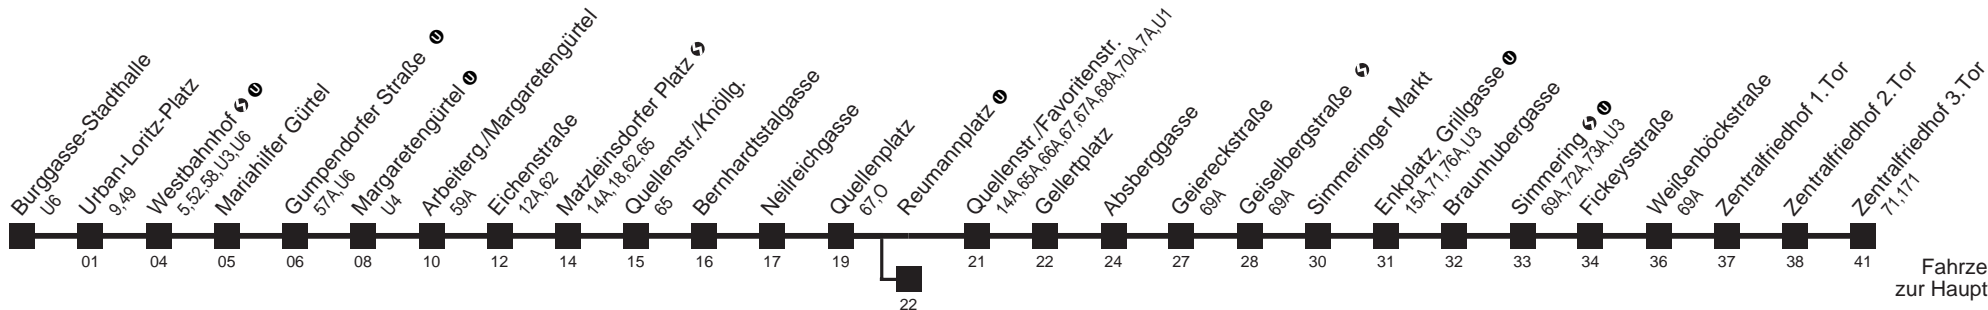 Burggasse-Stadthalle
U6
Urban-Loritz-Platz
9,49
Westbahnhof
5,52,58,U3,U6
Mariahilfer Gürtel
Gumpendorfer Straße U
57A,U6
Margaretengürtel U
U4
Arbeiterg./Margaretengürtel
59A
Eichenstraße
12A,62
Matzleinsdorfer Platz
14A,18,62,65
Quellenstr./Knöllg.
65
Bernhardtstalgasse
Neilreichgasse
Quellenplatz
67,O
Reumannplatz U
Quellenstr./Favoritenstr.
14A,65A,66A,67,67A,68A,70A,7A,U1
Gellertplatz
Absberggasse
Geiereckstraße
69A
Geiselbergstraße
69A
Simmeringer Markt
Enkplatz, Grillgasse U
15A,71,76A,U3
Braunhubergasse
Simmering U
69A,72A,73A,U3
Fickeysstraße
Weißenböckstraße
69A
Zentralfriedhof 1.Tor
Zentralfriedhof 2.Tor
Zentralfriedhof 3.Tor
71,171
01 04 05 06 08 10 12 14 15 16 17 19 21 22 24 27 28 30 31 32 33 34 36 37 38 41
22
Fahrze
zur Haupt